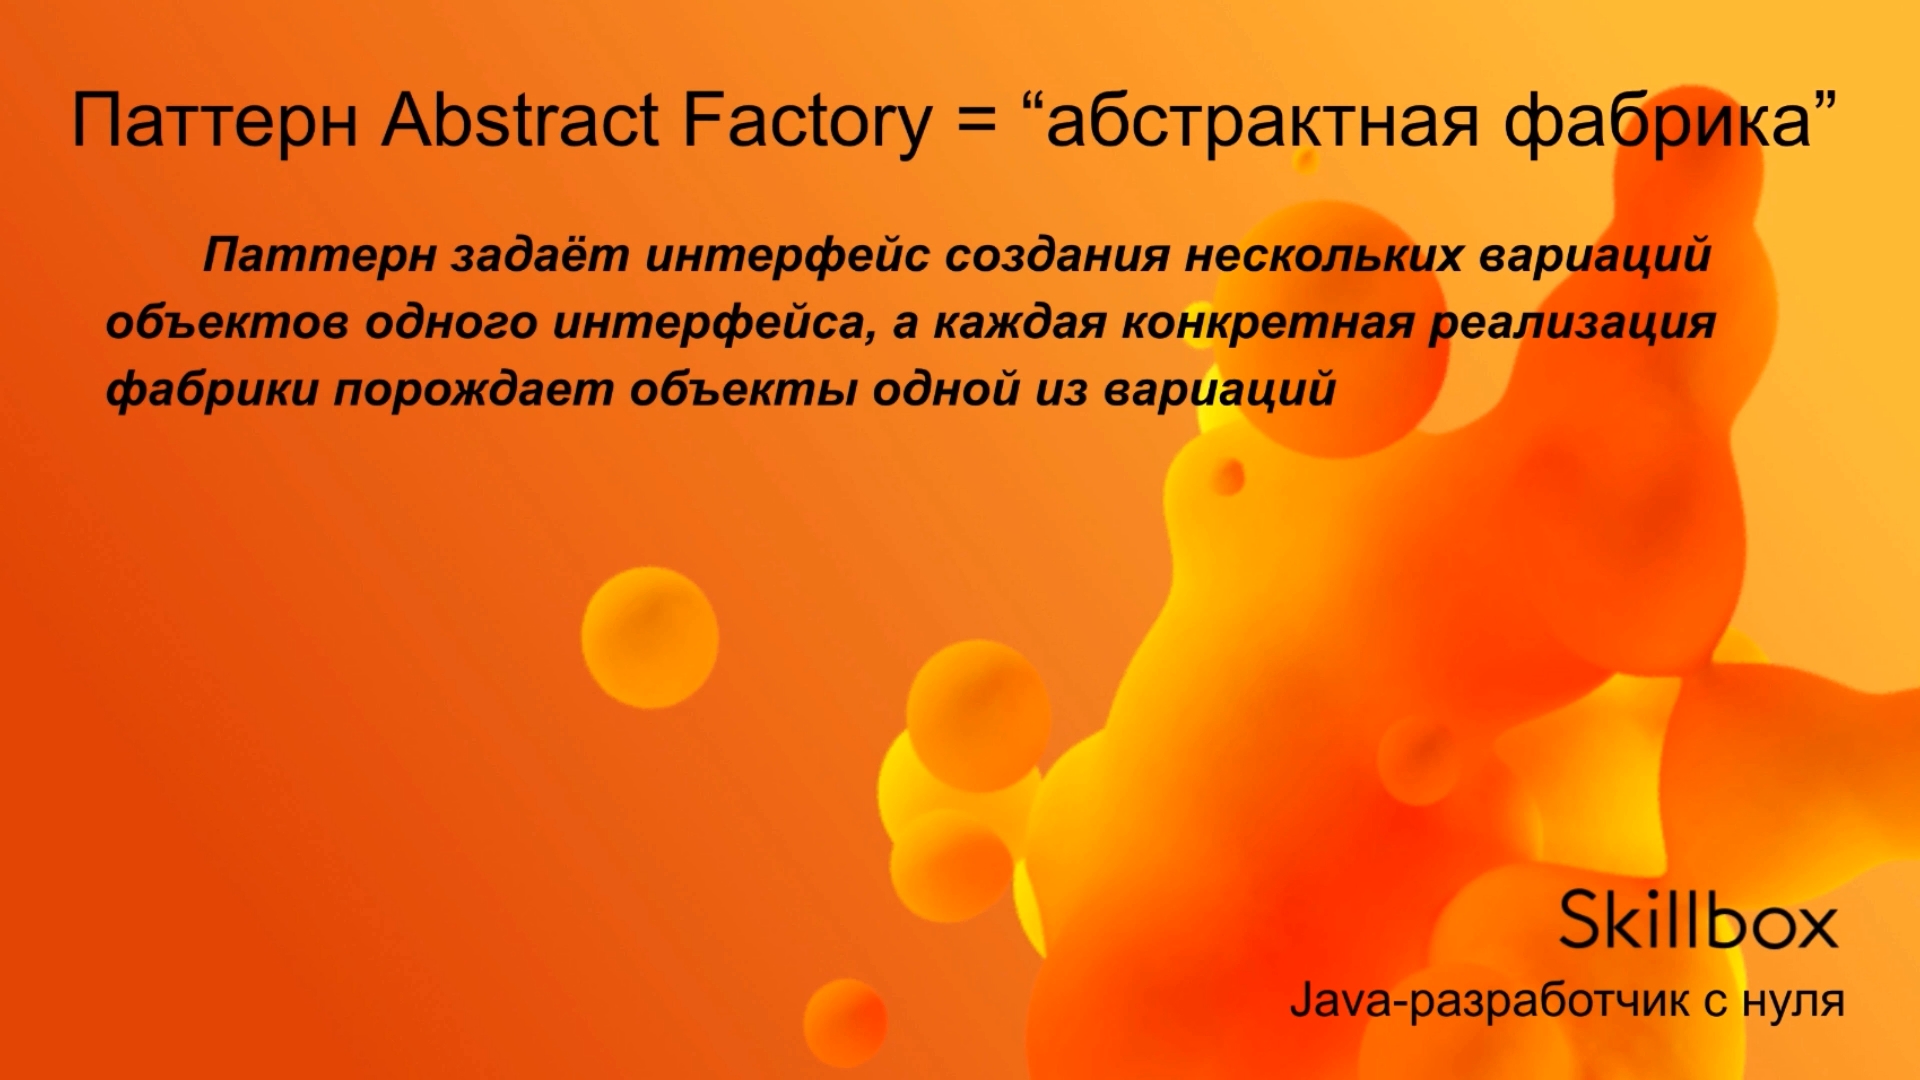 Паттерн Abstract Factory = “абстрактная фабрика”
Паттерн задаёт интерфейс создания нескольких вариаций
объектов одного интерфейса, а каждая конкретная реализация
фабрики порождает объекты одной из вариаций
Skillbox
Java-разработчик с нуля